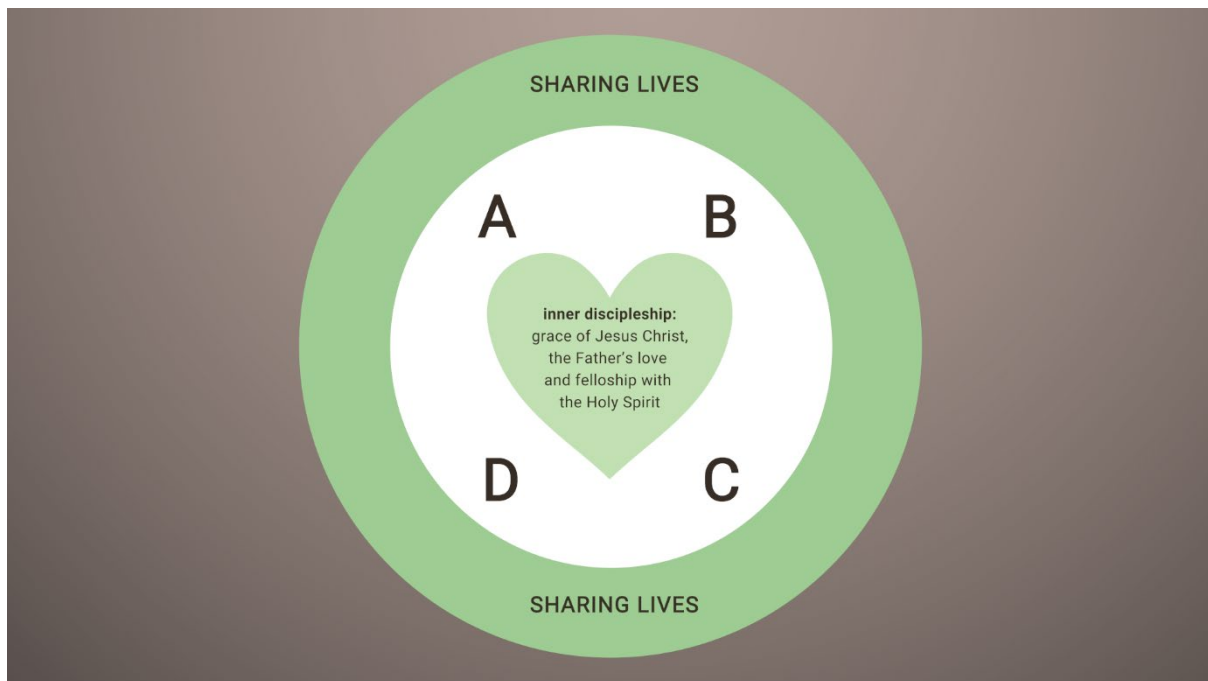 SHARING LIVES
A B
inner discipleship:
grace of Jesus Christ,
the Father's love
and felloship with
the Holy Spirit
D C
SHARING LIVES